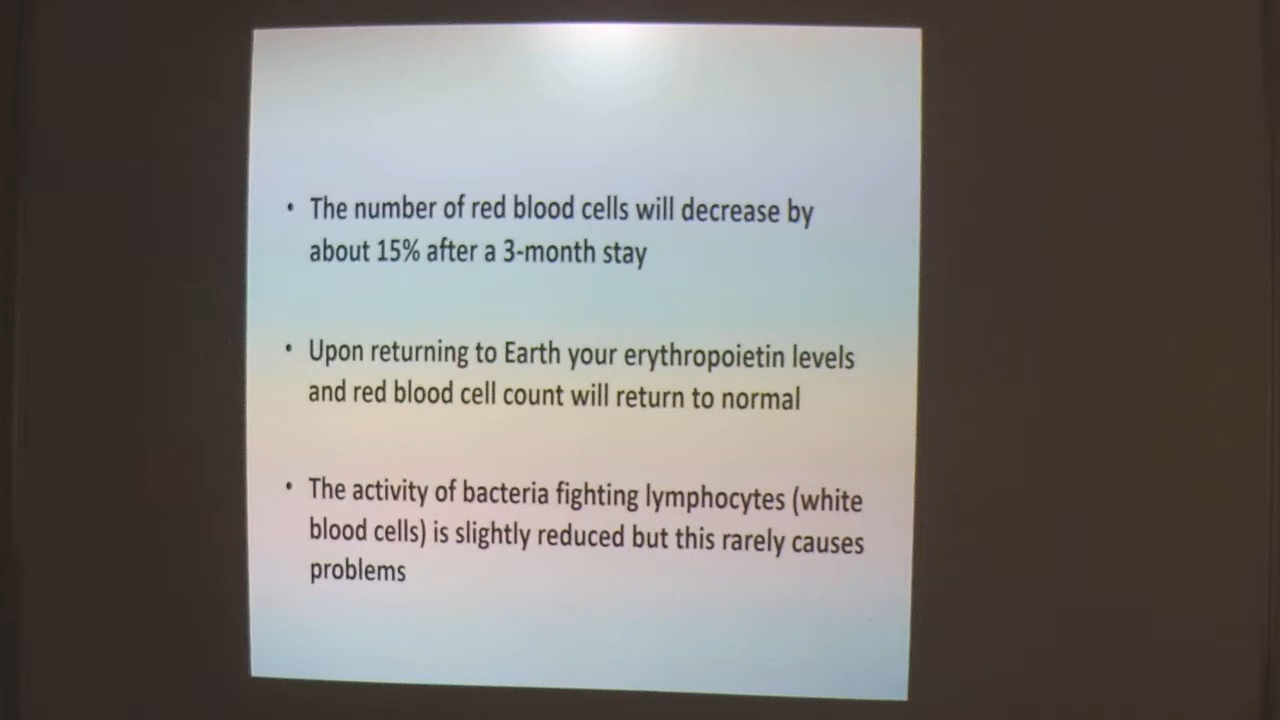 • The number of red blood cells will decrease by
about 15% after a 3-month stay
• Upon returning to Earth your erythropoietin levels
and red blood cell count will return to normal
• The activity of bacteria fighting lymphocytes (white
blood cells) is slightly reduced but this rarely causes
problems